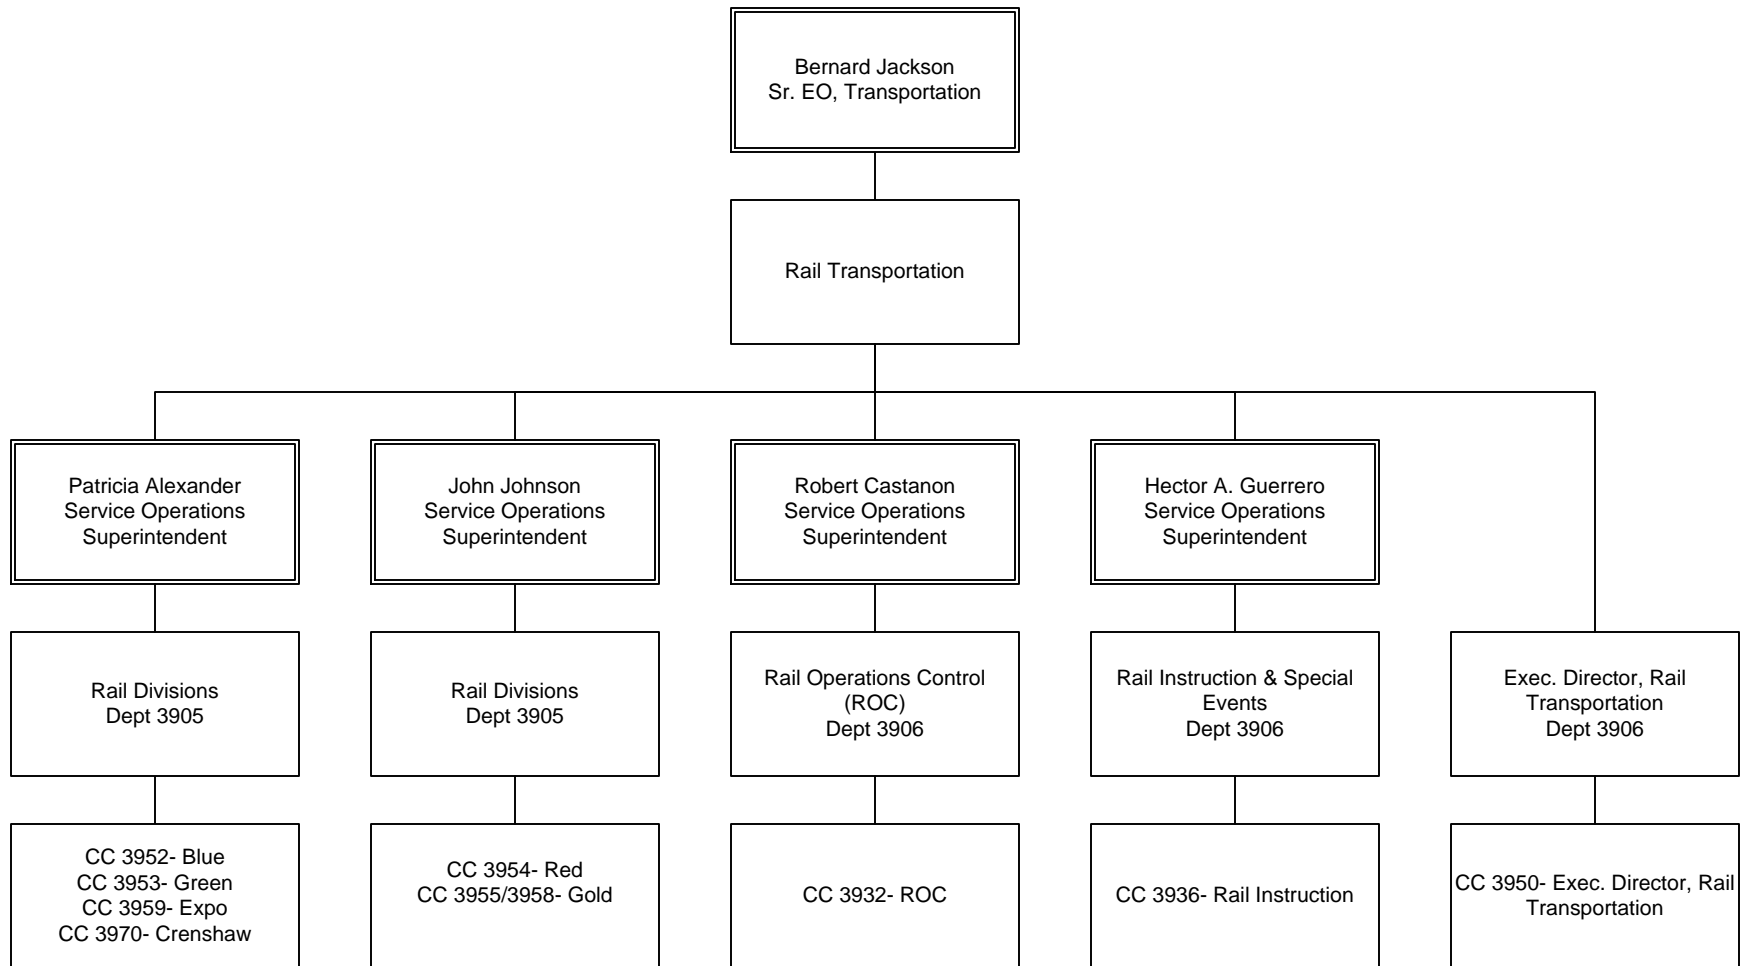 Bernard Jackson
Sr. EO, Transportation
Rail Transportation
Patricia Alexander
Service Operations
Superintendent
John Johnson
Service Operations
Superintendent
Robert Castanon
Service Operations
Superintendent
Hector A. Guerrero
Service Operations
Superintendent
Rail Divisions
Dept 3905
Rail Divisions
Dept 3905
Rail Operations Control
(ROC)
Dept 3906
Rail Instruction & Special
Events
Dept 3906
Exec. Director, Rail
Transportation
Dept 3906
CC 3952- Blue
CC 3953- Green
CC 3959- Expo
CC 3970- Crenshaw
CC 3954- Red
CC 3955/3958- Gold
CC 3932- ROC
CC 3936- Rail Instruction
CC 3950- Exec. Director, Rail
Transportation